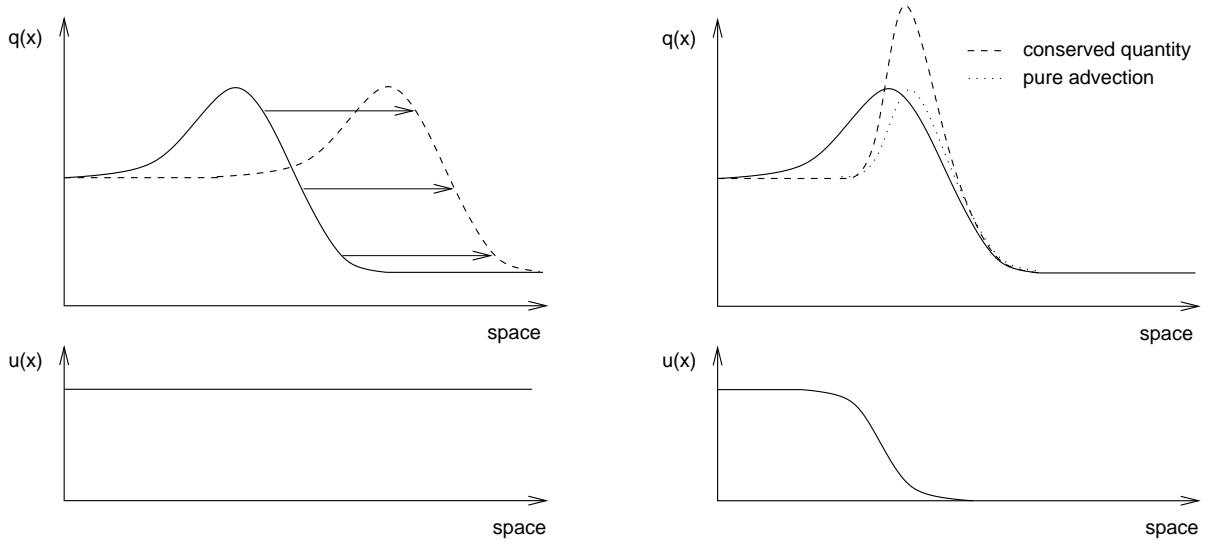 q(x)
space
u(x)
space
q(x)
conserved quantity
pure advection
space
u(x)
space